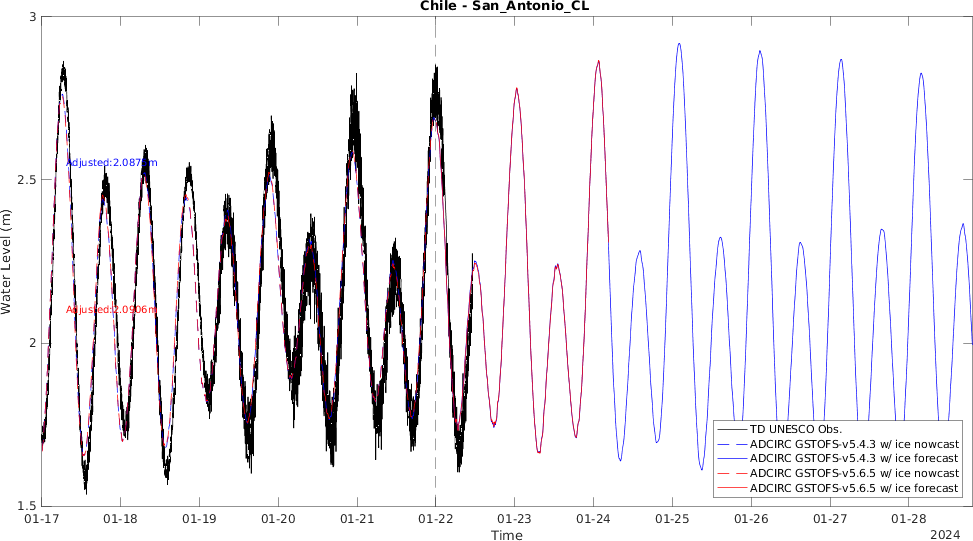 Chile - San_Antonio_CL
3
2.5
2
1.5
Water Level (m)
Adjusted:2.087 m
Adjusted:2.0906m
TD UNESCO Obs.
ADCIRC GSTOFS-v5.4.3 w/ ice nowcast
ADCIRC GSTOFS-v5.4.3 w/ ice forecast
ADCIRC GSTOFS-v5.6.5 w/ ice nowcast
ADCIRC GSTOFS-v5.6.5 w/ ice forecast
01-17 01-18 01-19 01-20 01-21 01-22 01-23 01-24 01-25 01-26 01-27 01-28
Time
2024